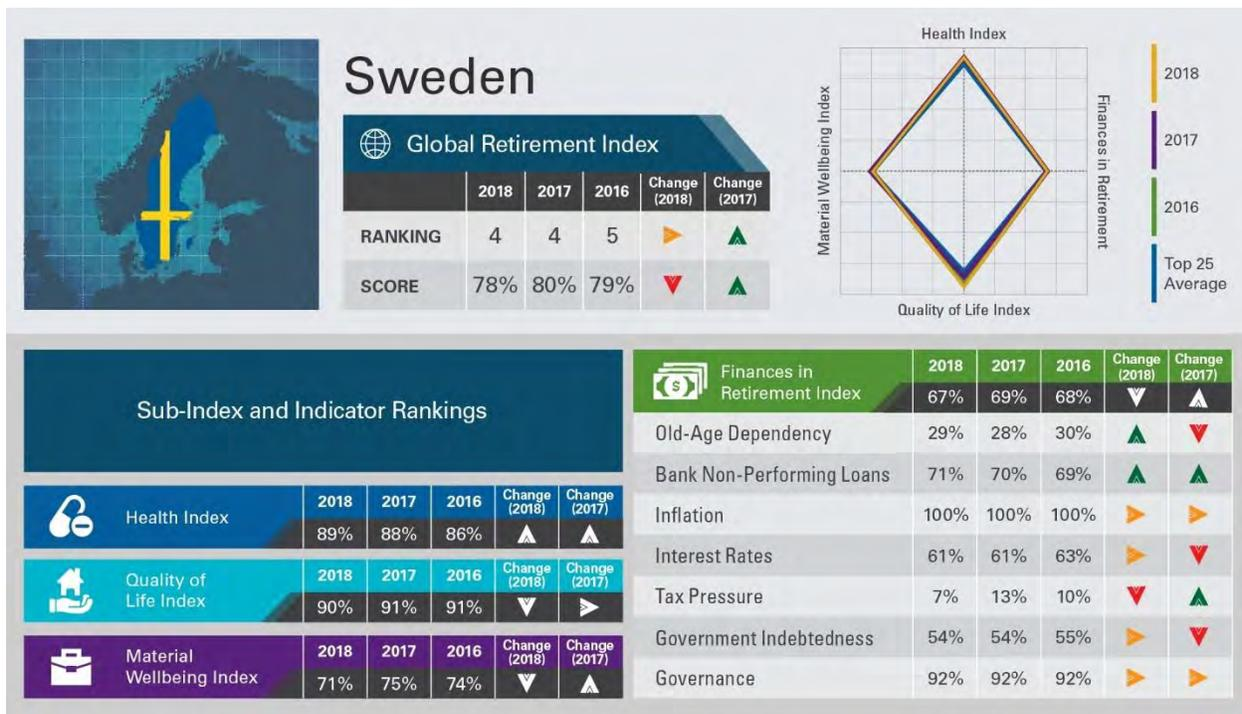 Sweden
Global Retirement Index
2018 2017 2016 Change (2018) Change (2017)
RANKING 4 4 5
SCORE 78% 80% 79%
Health Index
Material Wellbeing Index
Finances in Retirement
Quality of Life Index
2018
2017
2016
Top 25
Average
Sub-Index and Indicator Rankings
Health Index
2018 2017 2016 Change (2018) Change (2017)
89% 88% 86%
Quality of
Life Index
2018 2017 2016 Change (2018) Change (2017)
90% 91% 91%
Material
Wellbeing Index
2018 2017 2016 Change (2018) Change (2017)
71% 75% 74%
$
Finances in
Retirement Index
2018 2017 2016 Change (2018) Change (2017)
67% 69% 68%
Old-Age Dependency 29% 28% 30%
Bank Non-Performing Loans 71% 70% 69%
Inflation 100% 100% 100%
Interest Rates 61% 61% 63%
Tax Pressure 7% 13% 10%
Government Indebtedness 54% 54% 55%
Governance 92% 92% 92%